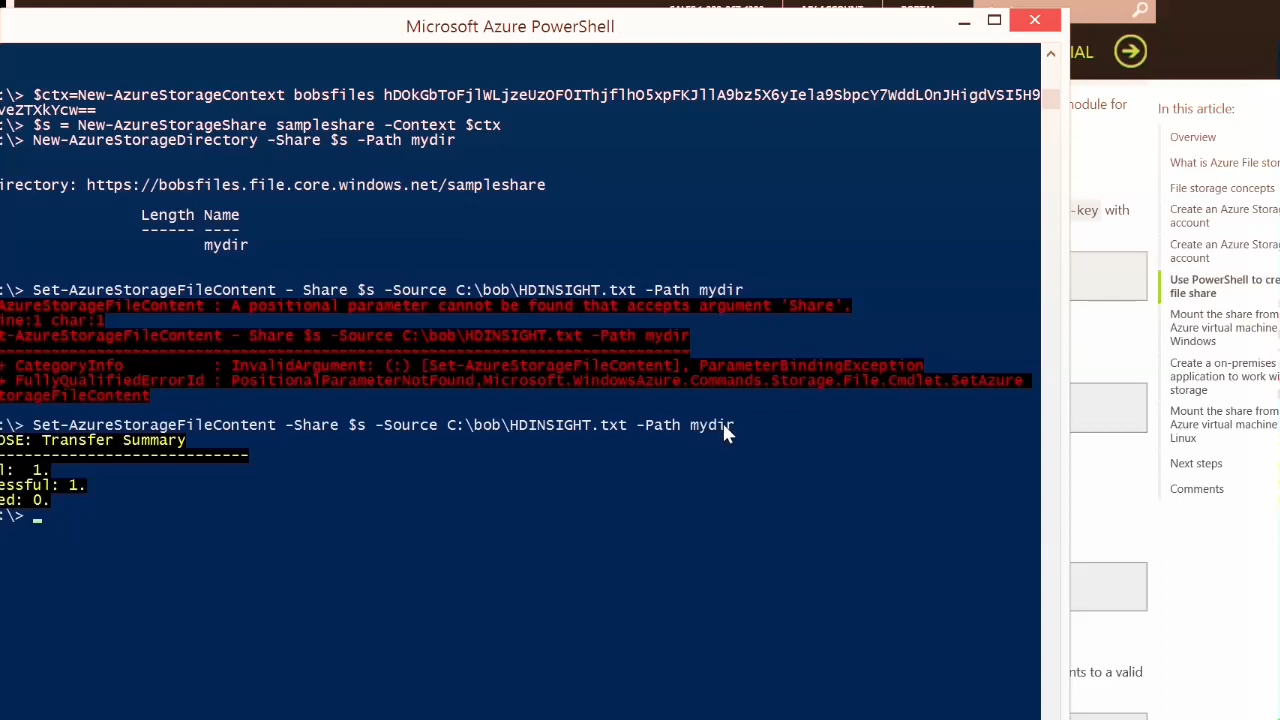 Microsoft Azure PowerShell
:\> $ctx=New-AzureStorageContext bobsfiles
veZTXkYcw==
:\> $s = New-AzureStorageShare sampleshare -Context $ctx
:\> New-AzureStorageDirectory -Share $s -Path mydir
irectory: https://bobsfiles.file.core.windows.net/sampleshare
Length Name
------ ----
mydir
:\> Set-AzureStorageFileContent - Share $s -Source C:\bob\HDINSIGHT.txt -Path mydir
AzureStorageFileContent : A positional parameter cannot be found that accepts argument 'Share'.
ine:1 char:1
t-AzureStorageFileContent - Share $s -Source C:\bob\HDINSIGHT.txt -Path mydir
~~~~~~~~~~~~~~~~~~~~~~~~~~~~~~~~~~~~~~~~~~~~~~~~~~~~~~~~~~~~~~~~~~~~~~~~~~~~~
+ CategoryInfo : InvalidArgument: (:) [Set-AzureStorageFileContent], ParameterBindingException
+ FullyQualifiedErrorId : PositionalParameterNotFound,Microsoft.WindowsAzure.Commands.Storage.File.Cmdlet.SetAzure
torageFileContent
:\> Set-AzureStorageFileContent -Share $s -Source C:\bob\HDINSIGHT.txt -Path mydir
OSE: Transfer Summary
----------------------------
l: 1.
essful: 1.
ed: 0.
:\>
IAL
module for
-key with
nts to a valid
In this article:
Overview
What is Azure File stor
File storage concepts
Create an Azure Storag
account
Create an Azure Storag
account
Use PowerShell to cre
file share
Mount the share from
Azure virtual machine
Windows
Create a on-premises
application to work wi
storage
Mount the share from
Azure virtual machine
Linux
Next steps
Comments